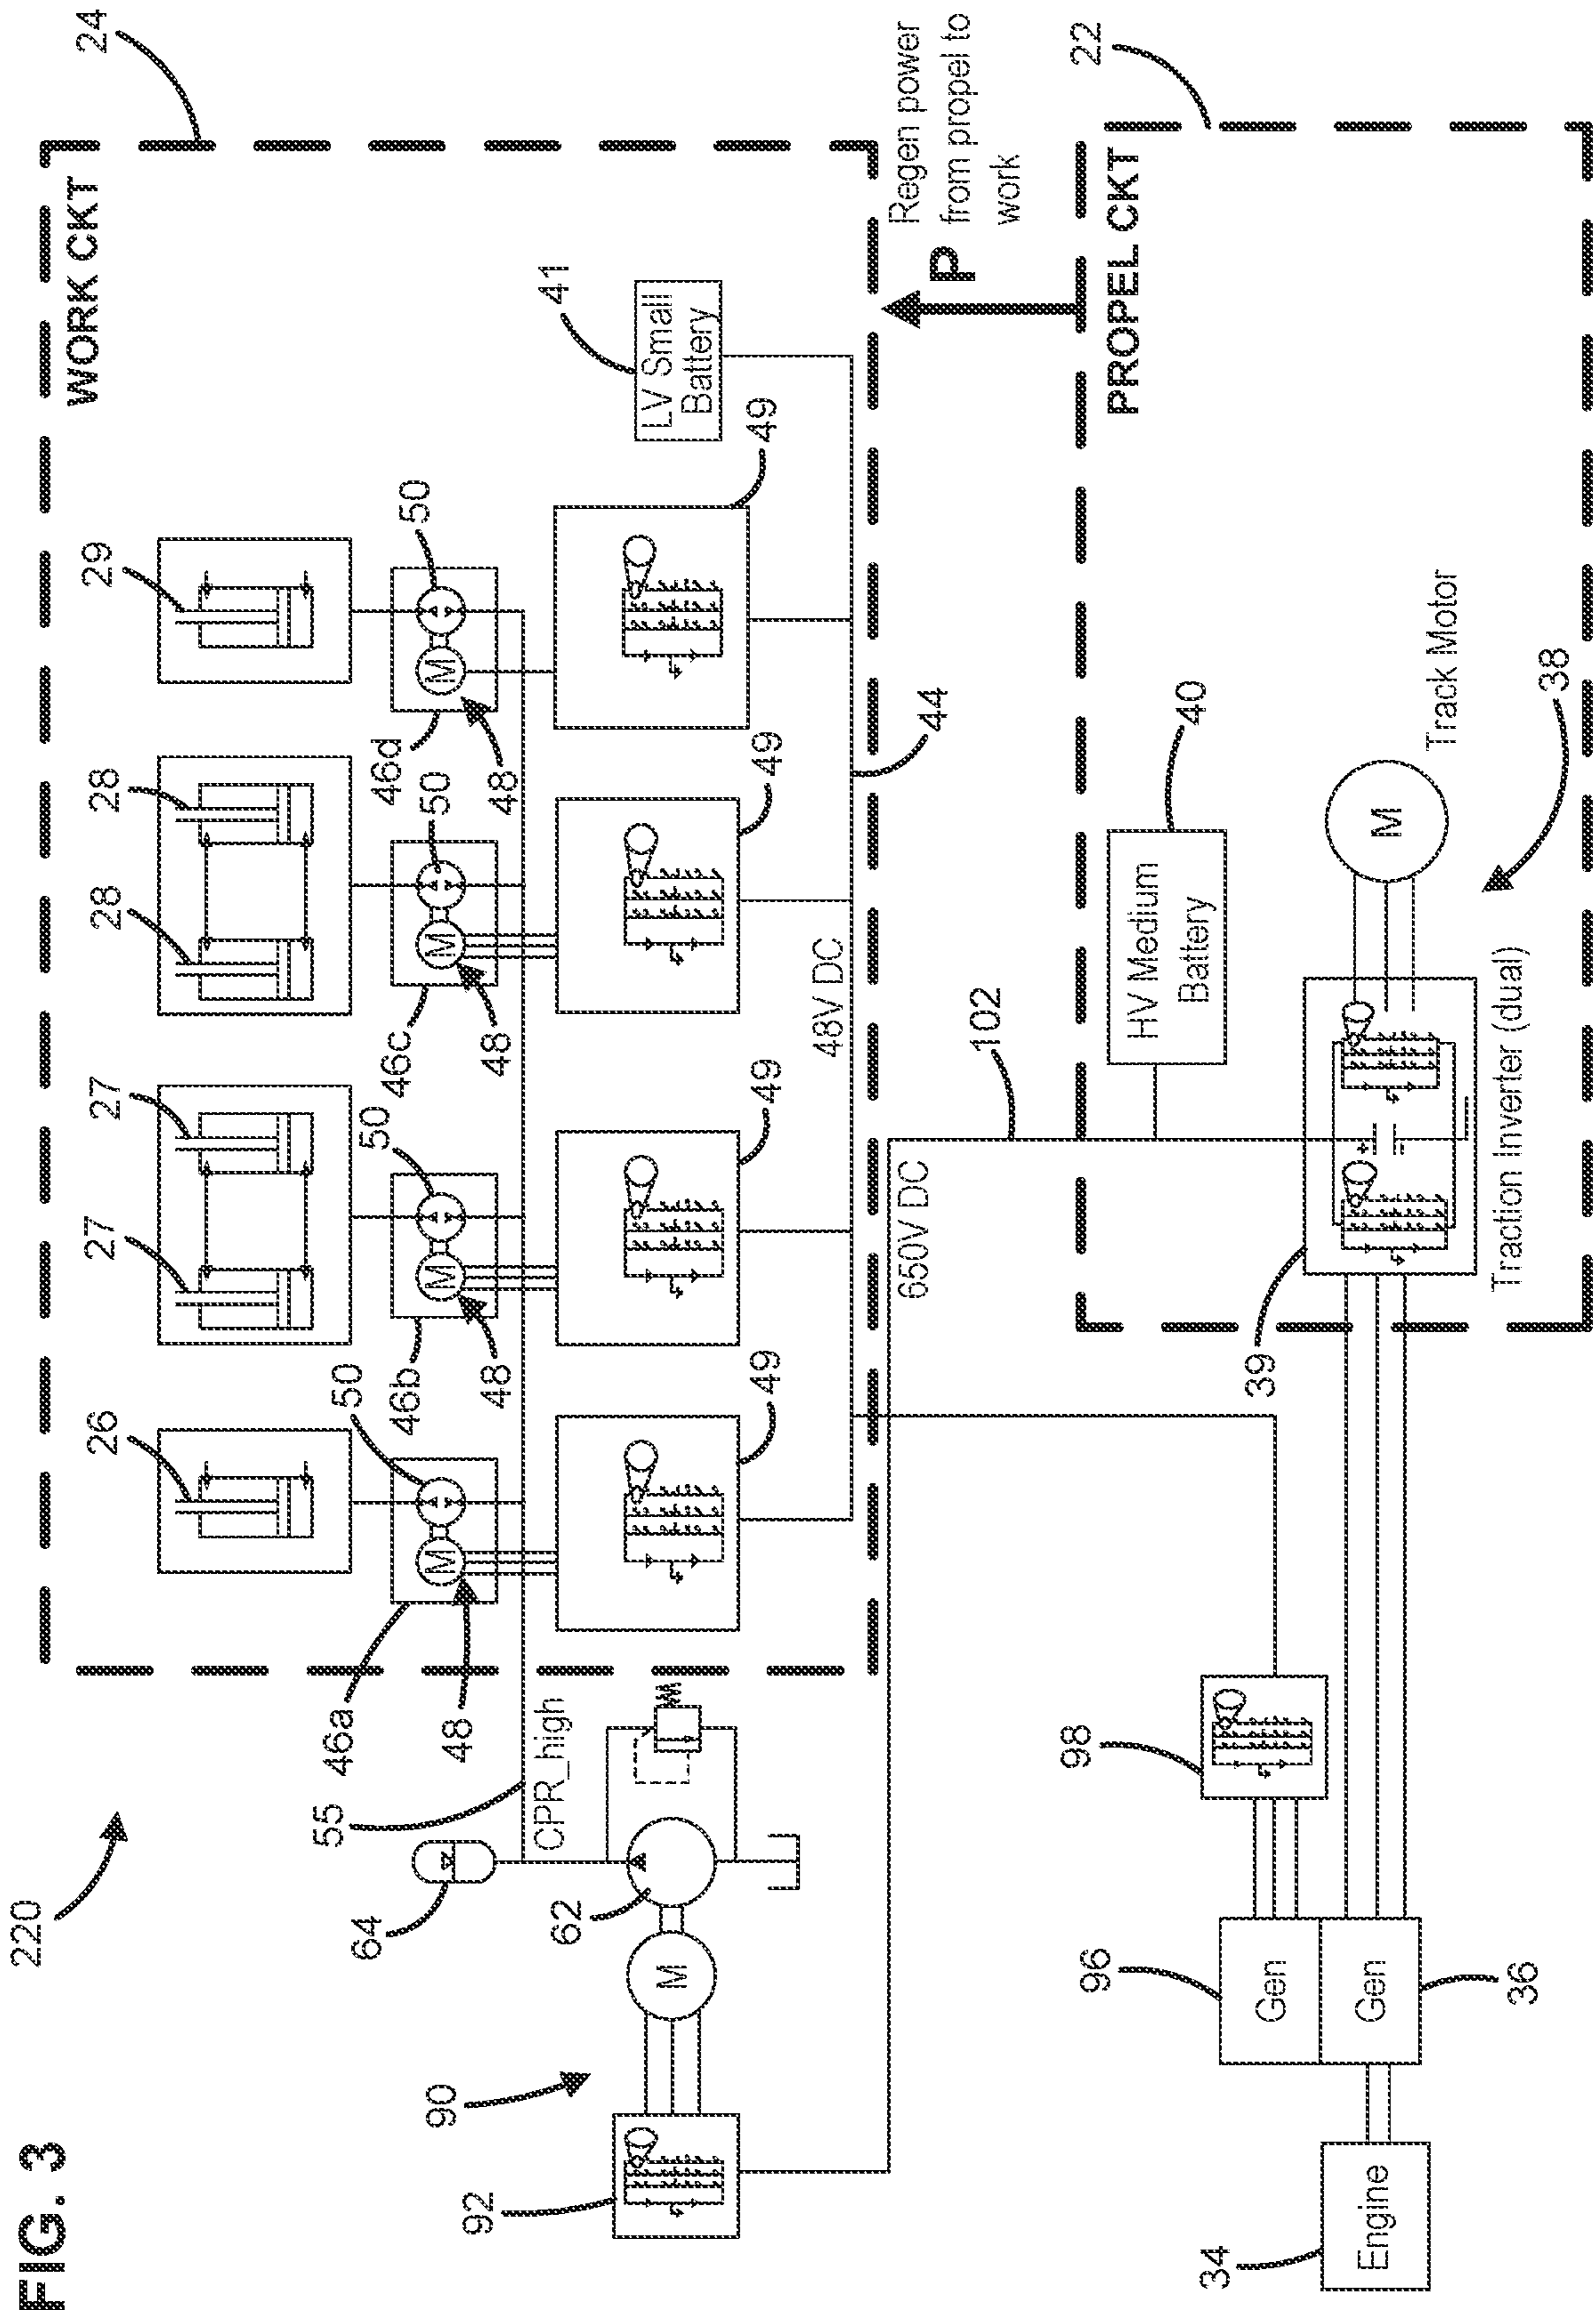 FIG. 3
220
24
WORK CKT
26
27
27
28
28
29
50
50
50
50
M
M
M
M
46a
46b
46c
46d
48
48
48
48
64
55
CPR_high
62
M
90
92
49
49
49
49
41
LV Small
Battery
48V DC
44
Regen power
from propel to
work
P
650V DC
102
22
PROPEL CKT
HV Medium
Battery
40
98
96
Gen
Gen
36
34
Engine
39
M
Track Motor
38
Traction Inverter (dual)